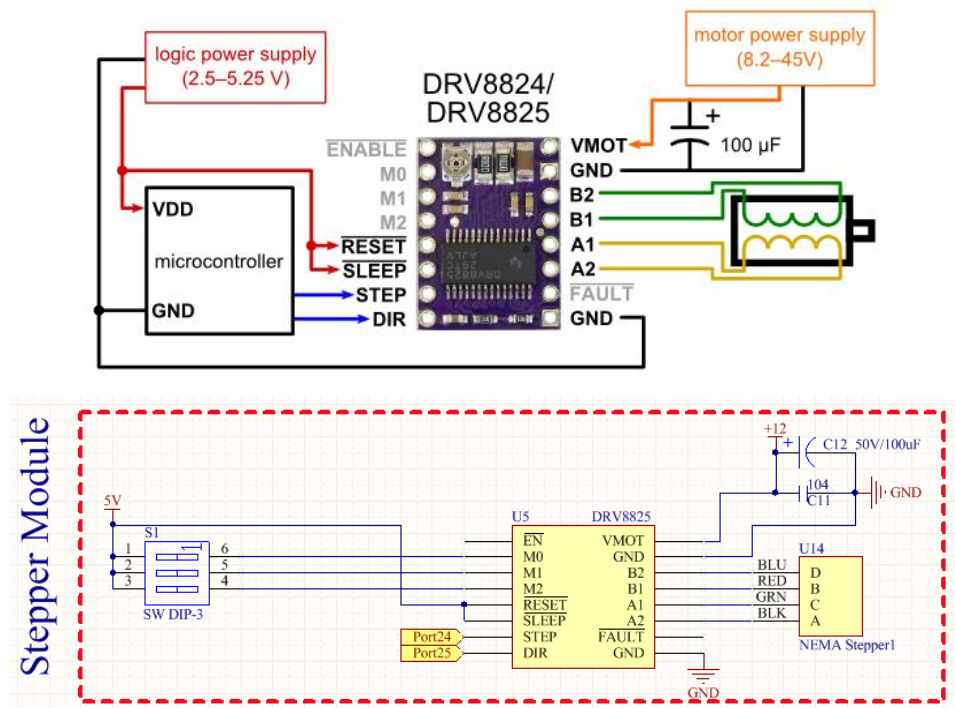 logic power supply
(2.5–5.25 V)
motor power supply
(8.2–45V)
DRV8824/
DRV8825
+
100 µF
ENABLE
M0
M1
M2
RESET
SLEEP
STEP
DIR
VMOT
GND
B2
B1
A1
A2
FAULT
GND
VDD
microcontroller
GND
Stepper Module
5V
S1
1
2
3
1
6
5
4
SW DIP-3
Port24
Port25
U5 DRV8825
EN VMOT
M0 GND
M1 B2
M2 B1
RESET A1
SLEEP A2
STEP FAULT
DIR GND
GND
+12
+ C12 50V/100uF
104
C11
GND
U14
BLU D
RED B
GRN C
BLK A
NEMA Stepper1